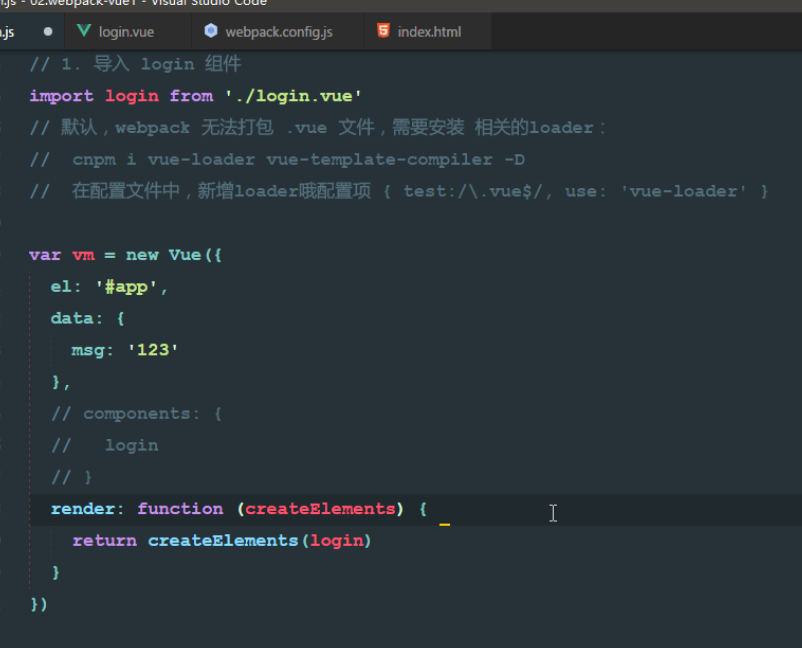 .js - 02.webpack-vue1 - Visual Studio Code
.js ● login.vue webpack.config.js index.html
// 1. 导入 login 组件
import login from './login.vue'
// 默认，webpack 无法打包 .vue 文件，需要安装 相关的loader：
//  cnpm i vue-loader vue-template-compiler -D
//  在配置文件中，新增loader哦配置项 { test:/\.vue$/, use: 'vue-loader' }
var vm = new Vue({
  el: '#app',
  data: {
    msg: '123'
  },
  // components: {
  //   login
  // }
  render: function (createElements) {
    return createElements(login)
  }
})